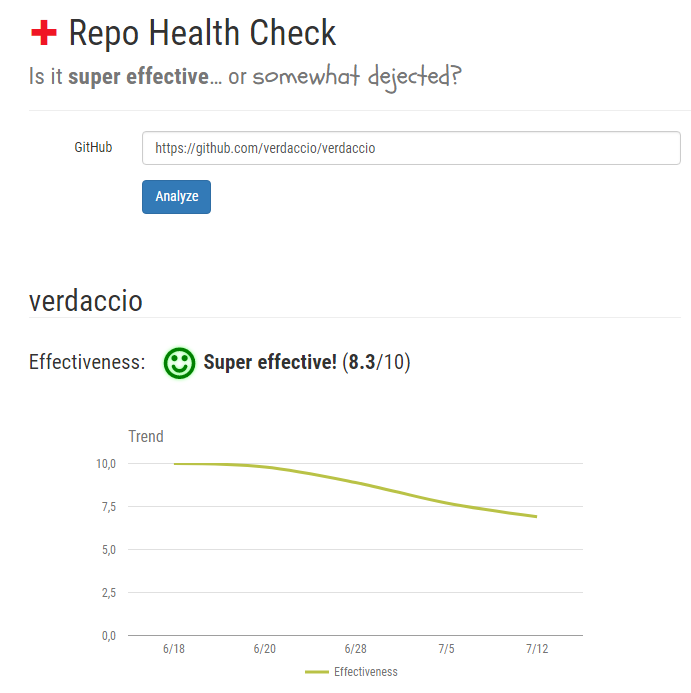 Repo Health Check
Is it super effective... or somewhat dejected?
GitHub
https://github.com/verdaccio/verdaccio
Analyze
verdaccio
Effectiveness: Super effective! (8.3/10)
Trend
10,0
7,5
5,0
2,5
0,0
6/18 6/20 6/28 7/5 7/12
Effectiveness